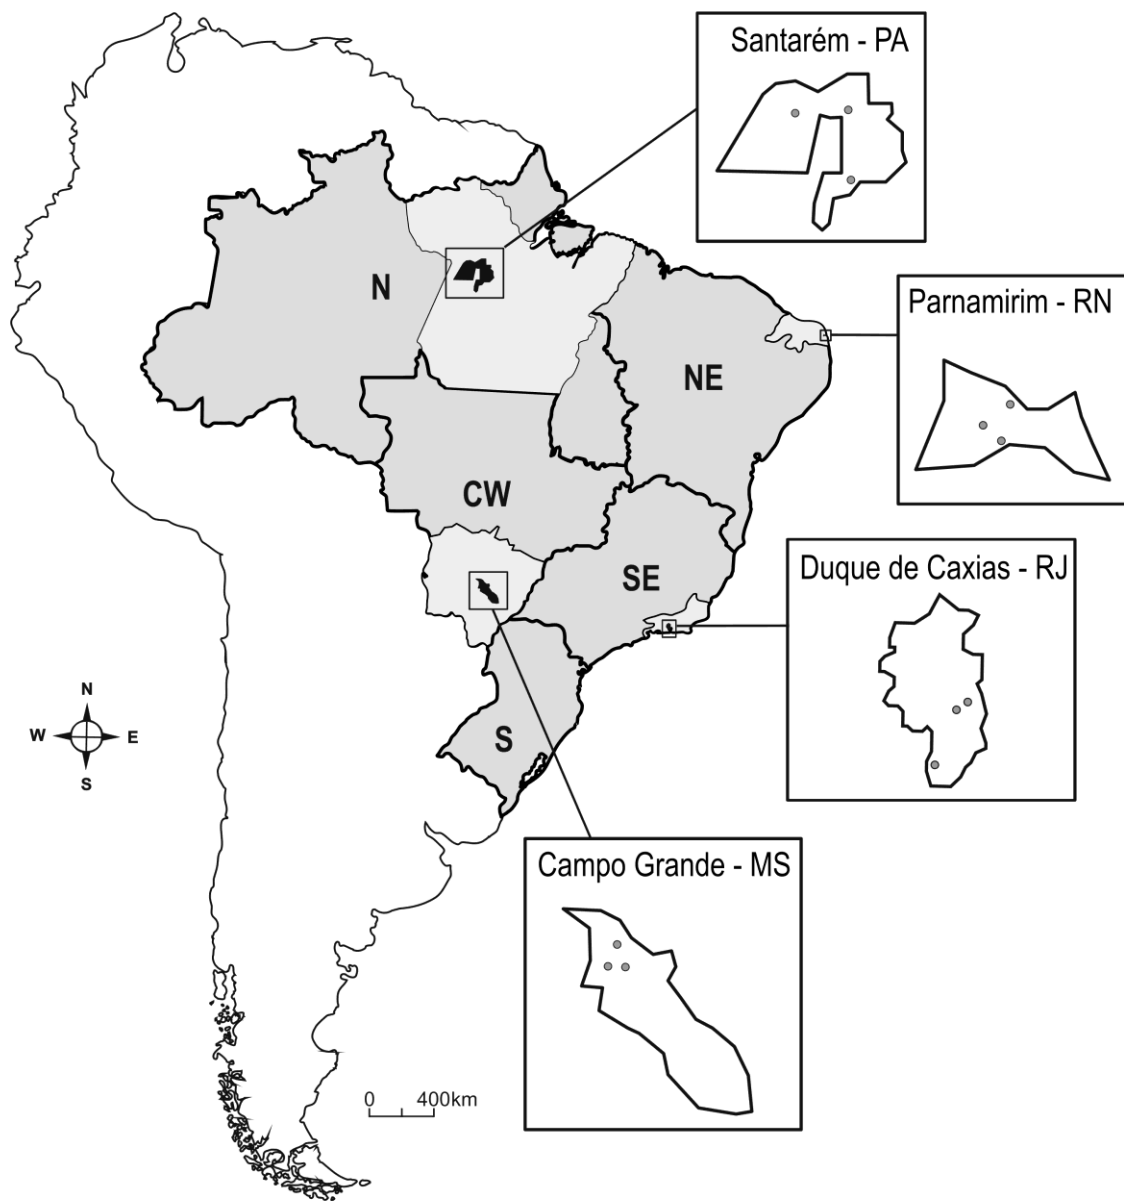 Santarém - PA
N
Parnamirim - RN
NE
CW
Duque de Caxias - RJ
SE
N
W
E
S
S
Campo Grande - MS
0 400km